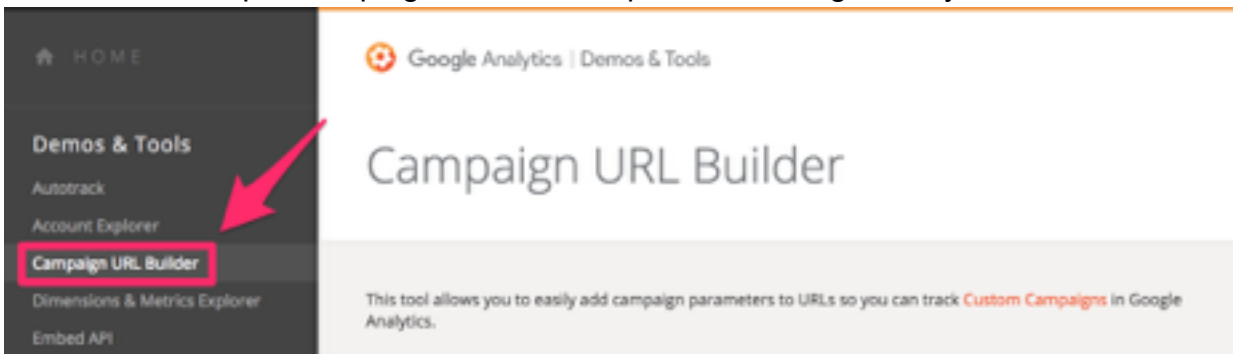 HOME
Google Analytics | Demos & Tools
Demos & Tools
Autotrack
Account Explorer
Campaign URL Builder
Dimensions & Metrics Explorer
Embed API
Campaign URL Builder
This tool allows you to easily add campaign parameters to URLs so you can track Custom Campaigns in Google
Analytics.